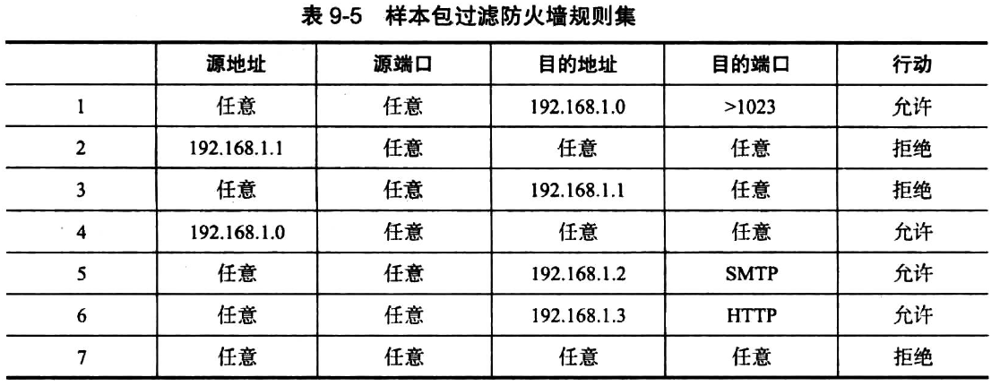 表 9-5 样本包过滤防火墙规则集
源地址 源端口 目的地址 目的端口 行动
1 任意 任意 192.168.1.0 >1023 允许
2 192.168.1.1 任意 任意 任意 拒绝
3 任意 任意 192.168.1.1 任意 拒绝
4 192.168.1.0 任意 任意 任意 允许
5 任意 任意 192.168.1.2 SMTP 允许
6 任意 任意 192.168.1.3 HTTP 允许
7 任意 任意 任意 任意 拒绝